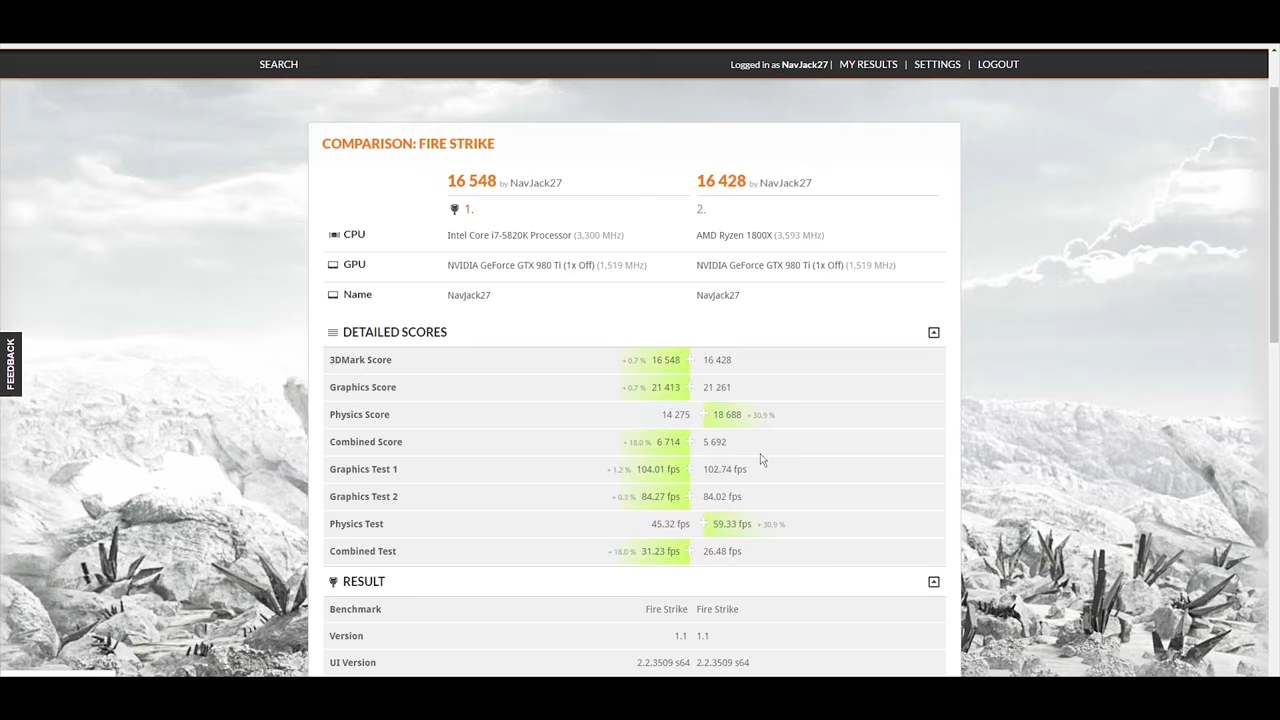 SEARCH Logged in as NavJack27 | MY RESULTS | SETTINGS | LOGOUT
FEEDBACK
COMPARISON: FIRE STRIKE
16 548 by NavJack27 16 428 by NavJack27
1. 2.
CPU Intel Core i7-5820K Processor (3,300 MHz) AMD Ryzen 1800X (3,593 MHz)
GPU NVIDIA GeForce GTX 980 Ti (1x Off) (1,519 MHz) NVIDIA GeForce GTX 980 Ti (1x Off) (1,519 MHz)
Name NavJack27 NavJack27
DETAILED SCORES
3DMark Score + 0.7 % 16 548 16 428
Graphics Score + 0.7 % 21 413 21 261
Physics Score 14 275 18 688 + 30.9 %
Combined Score + 18.0 % 6 714 5 692
Graphics Test 1 + 1.2 % 104.01 fps 102.74 fps
Graphics Test 2 + 0.3 % 84.27 fps 84.02 fps
Physics Test 45.32 fps 59.33 fps + 30.9 %
Combined Test + 18.0 % 31.23 fps 26.48 fps
RESULT
Benchmark Fire Strike Fire Strike
Version 1.1 1.1
UI Version 2.2.3509 s64 2.2.3509 s64